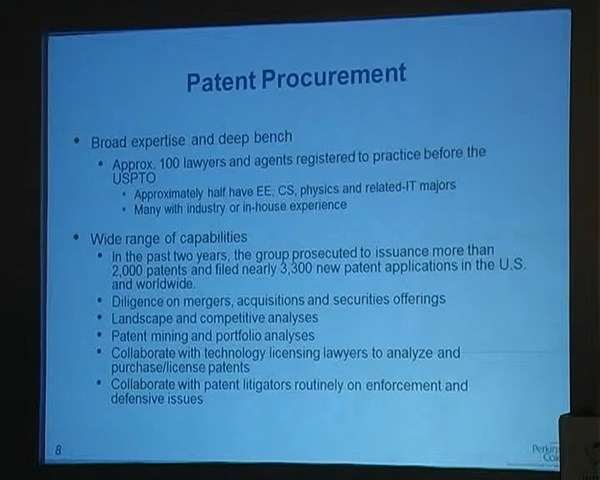 Patent Procurement
• Broad expertise and deep bench
• Approx. 100 lawyers and agents registered to practice before the
USPTO
• Approximately half have EE, CS, physics and related-IT majors
• Many with industry or in-house experience
• Wide range of capabilities
• In the past two years, the group prosecuted to issuance more than
2,000 patents and filed nearly 3,300 new patent applications in the U.S.
and worldwide.
• Diligence on mergers, acquisitions and securities offerings
• Landscape and competitive analyses
• Patent mining and portfolio analyses
• Collaborate with technology licensing lawyers to analyze and
purchase/license patents
• Collaborate with patent litigators routinely on enforcement and
defensive issues
8